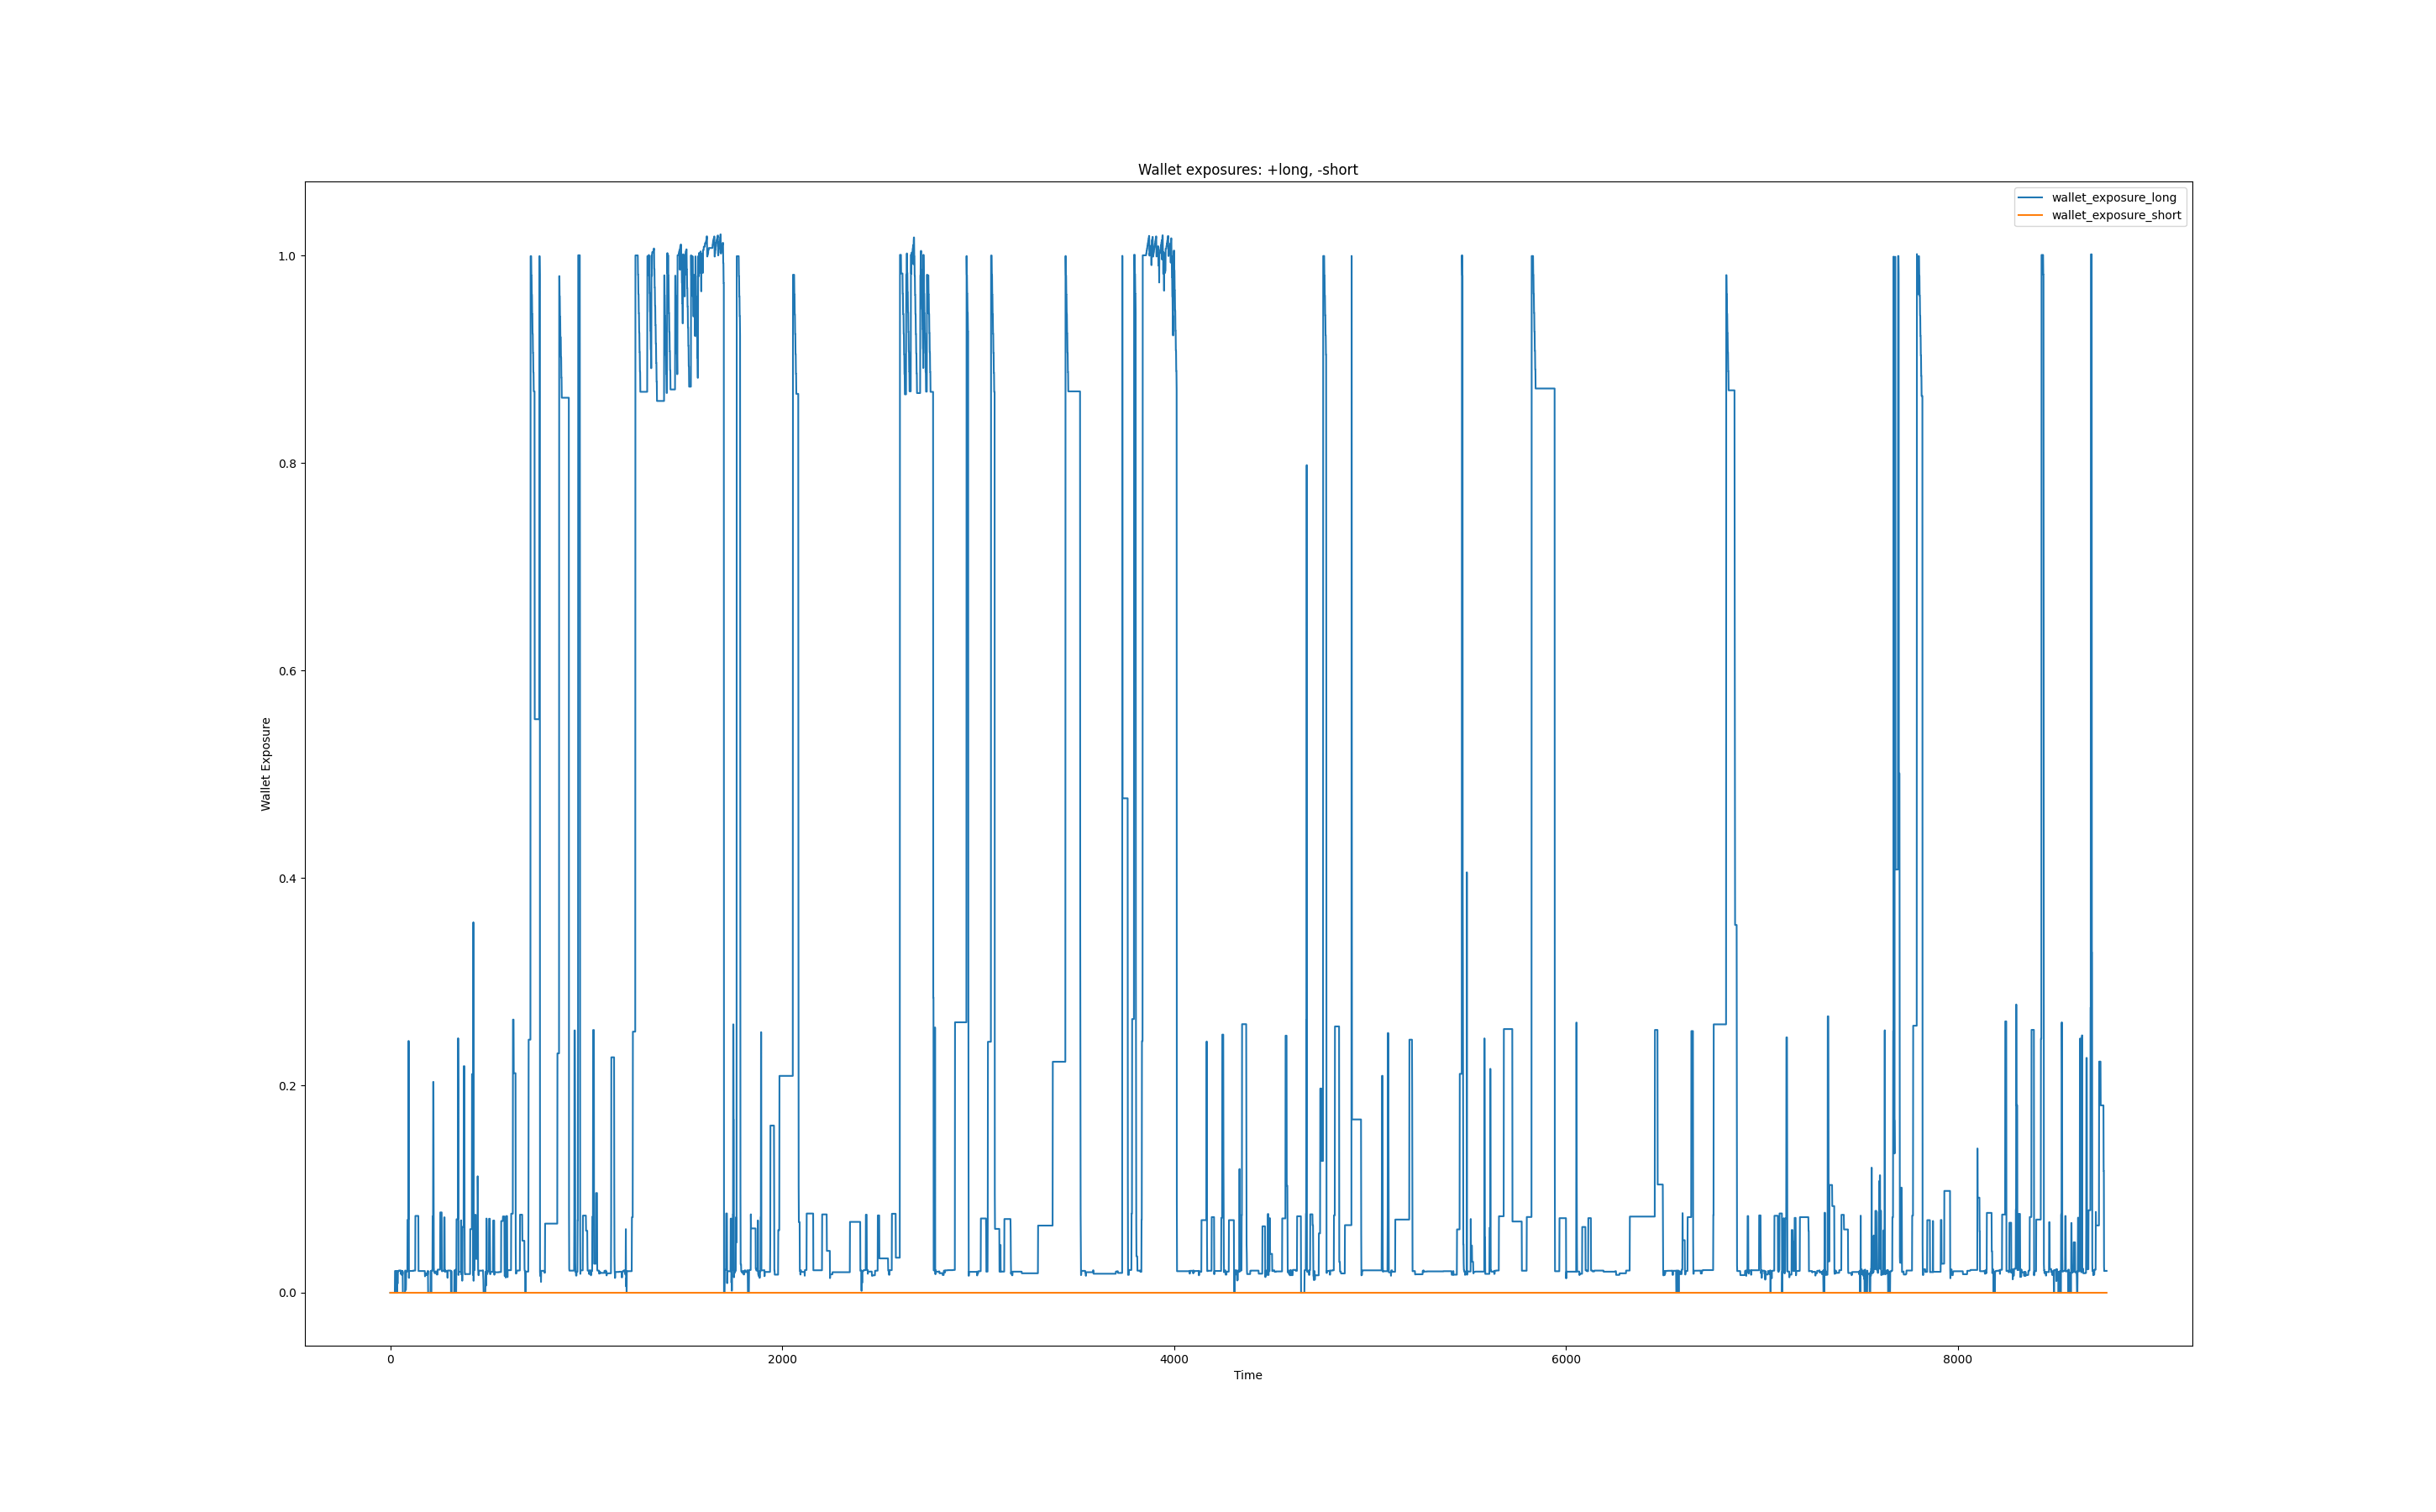 Wallet exposures: +long, -short
wallet_exposure_long
wallet_exposure_short
1.0
0.8
0.6
0.4
0.2
0.0
Wallet Exposure
0 2000 4000 6000 8000
Time